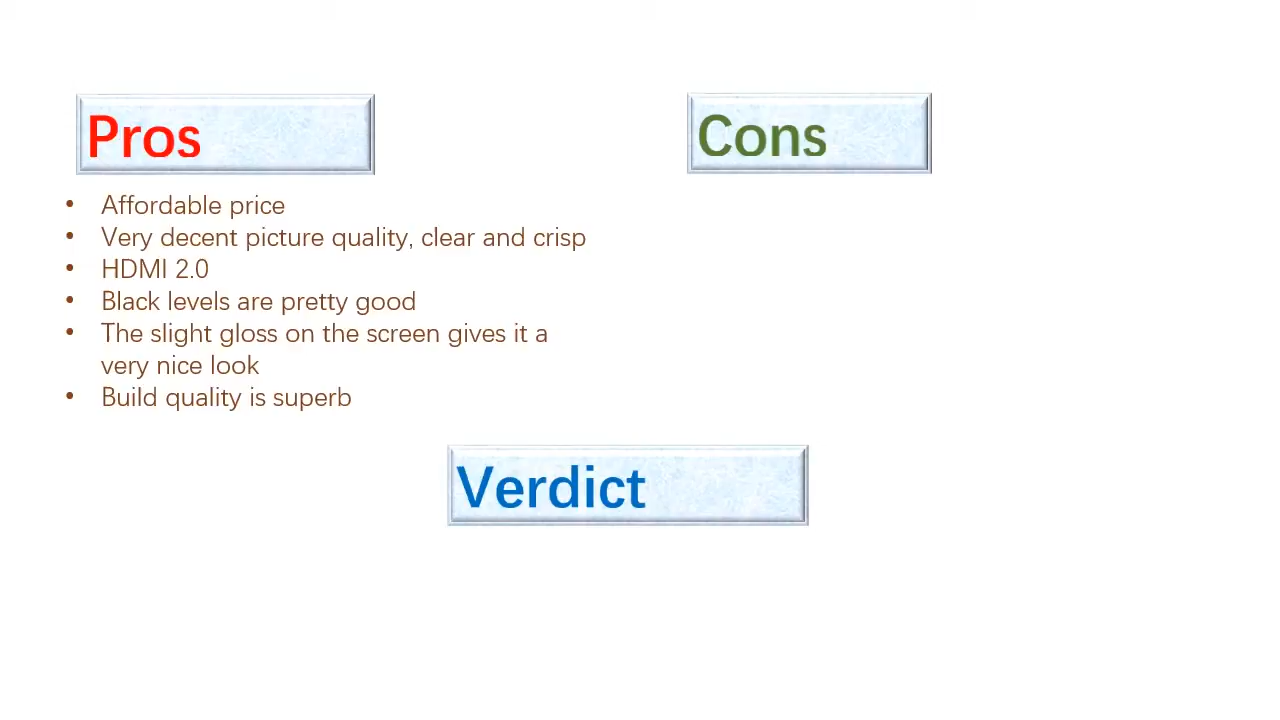 Pros
Cons
• Affordable price
• Very decent picture quality, clear and crisp
• HDMI 2.0
• Black levels are pretty good
• The slight gloss on the screen gives it a
very nice look
• Build quality is superb
Verdict